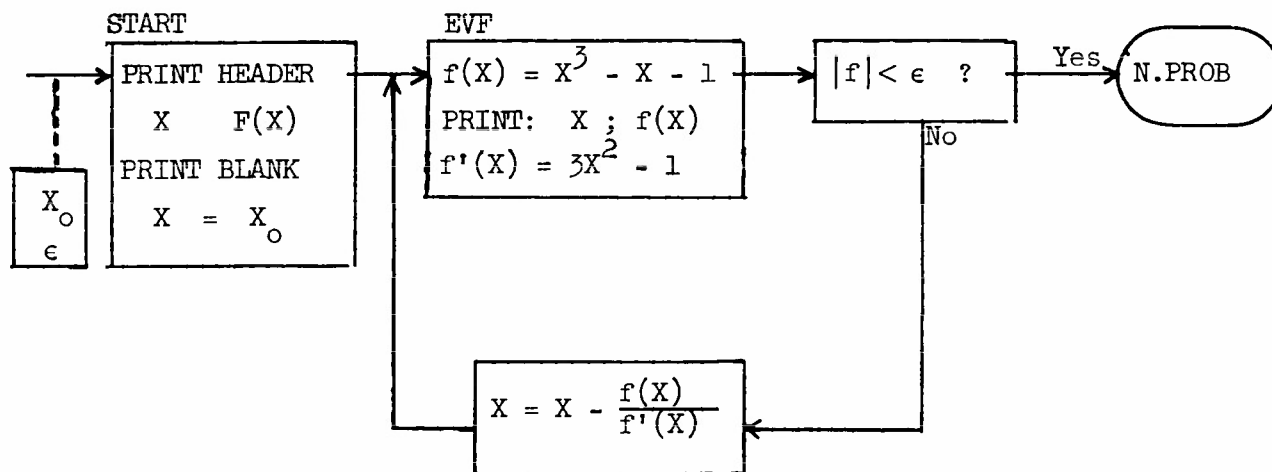 START
PRINT HEADER
X F(X)
PRINT BLANK
X = X₀
X₀
ϵ
EVF
f(X) = X³ - X - 1
PRINT: X ; f(X)
f'(X) = 3X² - 1
|f| < ϵ ?
Yes
N.PROB
No
X = X - f(X)/f'(X)